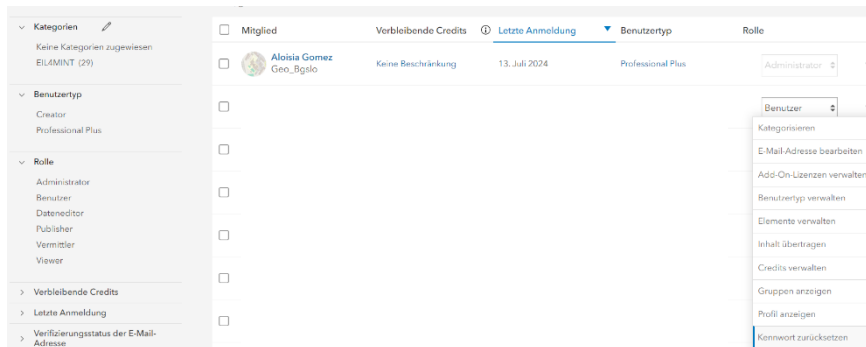 Kategorien
Keine Kategorien zugewiesen
EIL4MINT (29)
Benutzertyp
Creator
Professional Plus
Rolle
Administrator
Benutzer
Dateneditor
Publisher
Vermittler
Viewer
Verbleibende Credits
Letzte Anmeldung
Verifizierungsstatus der E-Mail-
Adresse
Mitglied Verbleibende Credits Letzte Anmeldung Benutzertyp Rolle
Aloisia Gomez
Geo_Bgslo
Keine Beschränkung 13. Juli 2024 Professional Plus Administrator
Benutzer
Kategorisieren
E-Mail-Adresse bearbeiten
Add-On-Lizenzen verwalten
Benutzertyp verwalten
Elemente verwalten
Inhalt übertragen
Credits verwalten
Gruppen anzeigen
Profil anzeigen
Kennwort zurücksetzen